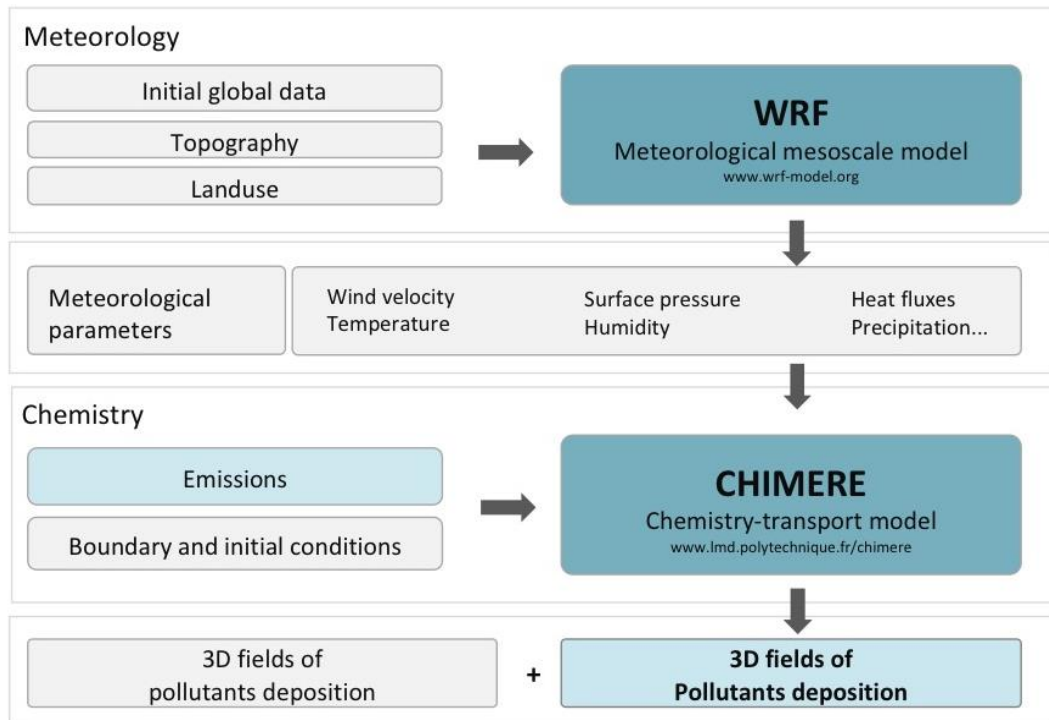 Meteorology
Initial global data
Topography
Landuse
WRF
Meteorological mesoscale model
www.wrf-model.org
Meteorological
parameters
Wind velocity
Temperature
Surface pressure
Humidity
Heat fluxes
Precipitation...
Chemistry
Emissions
Boundary and initial conditions
CHIMERE
Chemistry-transport model
www.lmd.polytechnique.fr/chimere
3D fields of
pollutants deposition
+
3D fields of
Pollutants deposition